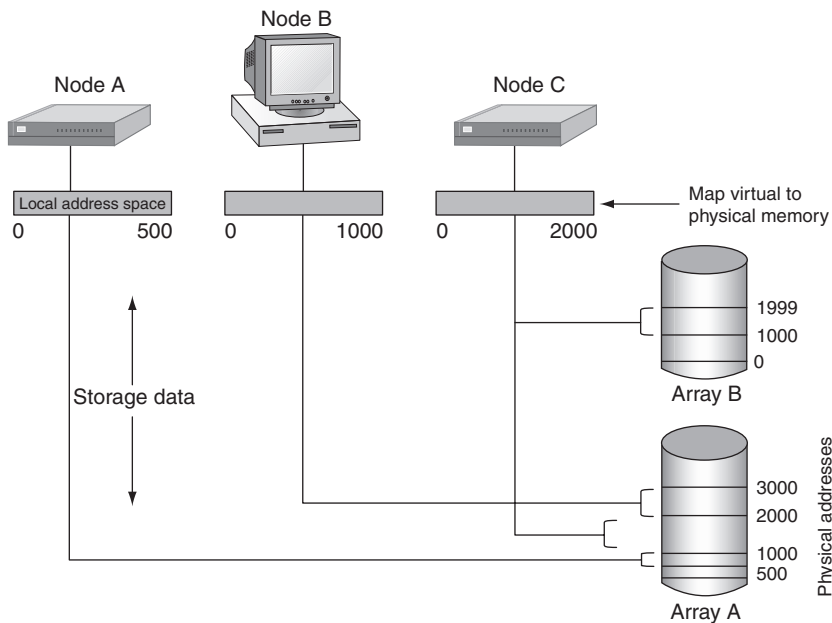 Node B
Node A
Node C
Local address space
0
500
0
1000
0
2000
Map virtual to
physical memory
1999
1000
0
Array B
Storage data
3000
2000
1000
500
Array A
Physical addresses